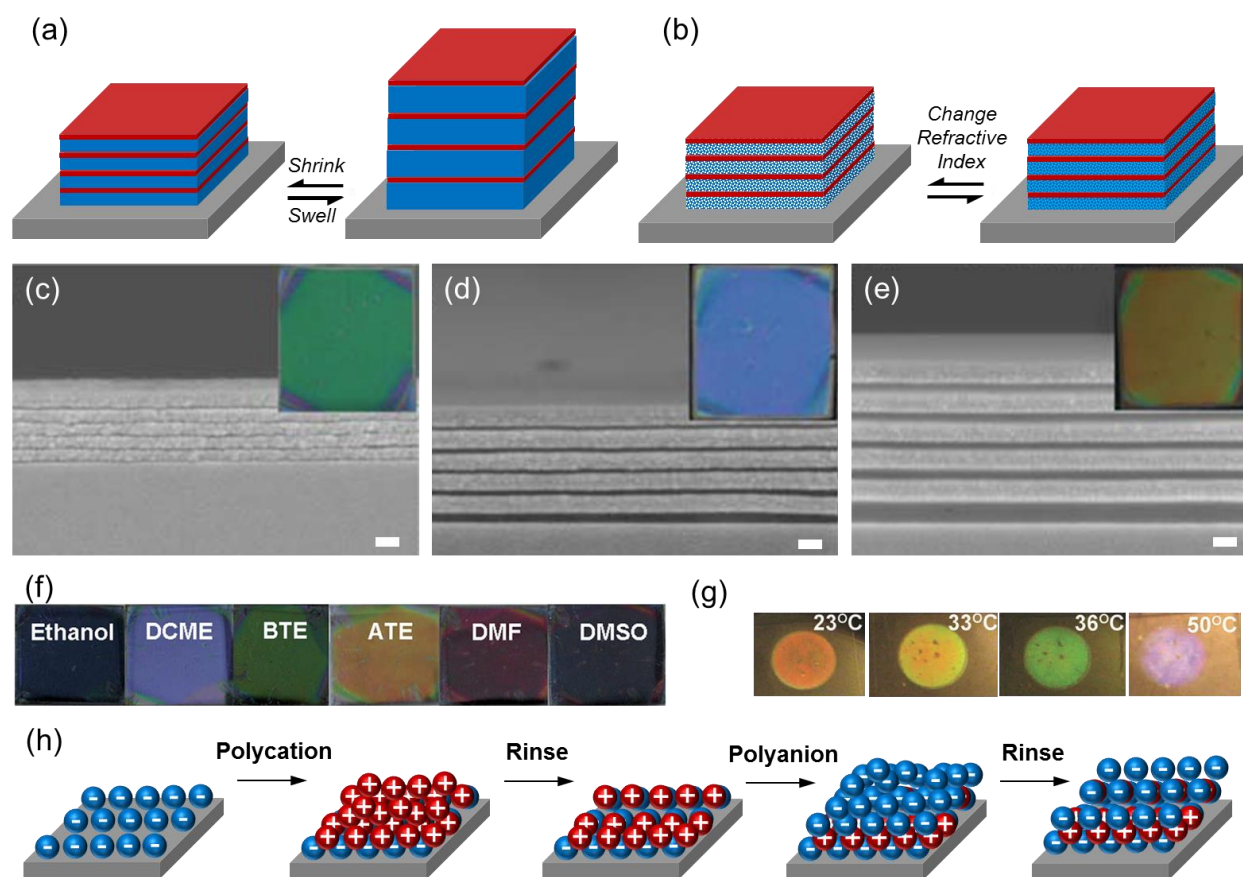 (a)
Shrink
Swell
(b)
Change
Refractive
Index
(c)
(d)
(e)
(f)
Ethanol
DCME
BTE
ATE
DMF
DMSO
(g)
23°C
33°C
36°C
50°C
(h)
Polycation
Rinse
Polyanion
Rinse